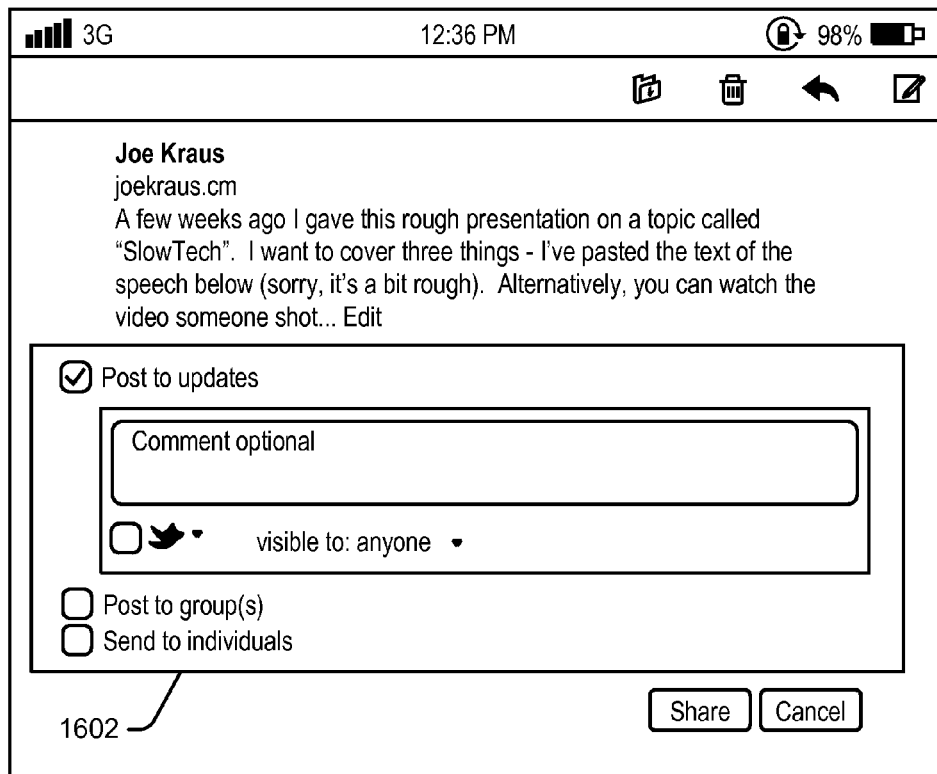 3G 12:36 PM 98%
Joe Kraus
joekraus.cm
A few weeks ago I gave this rough presentation on a topic called
“SlowTech”.  I want to cover three things - I’ve pasted the text of the
speech below (sorry, it’s a bit rough).  Alternatively, you can watch the
video someone shot... Edit
Post to updates
Comment optional
visible to: anyone
Post to group(s)
Send to individuals
1602
Share Cancel